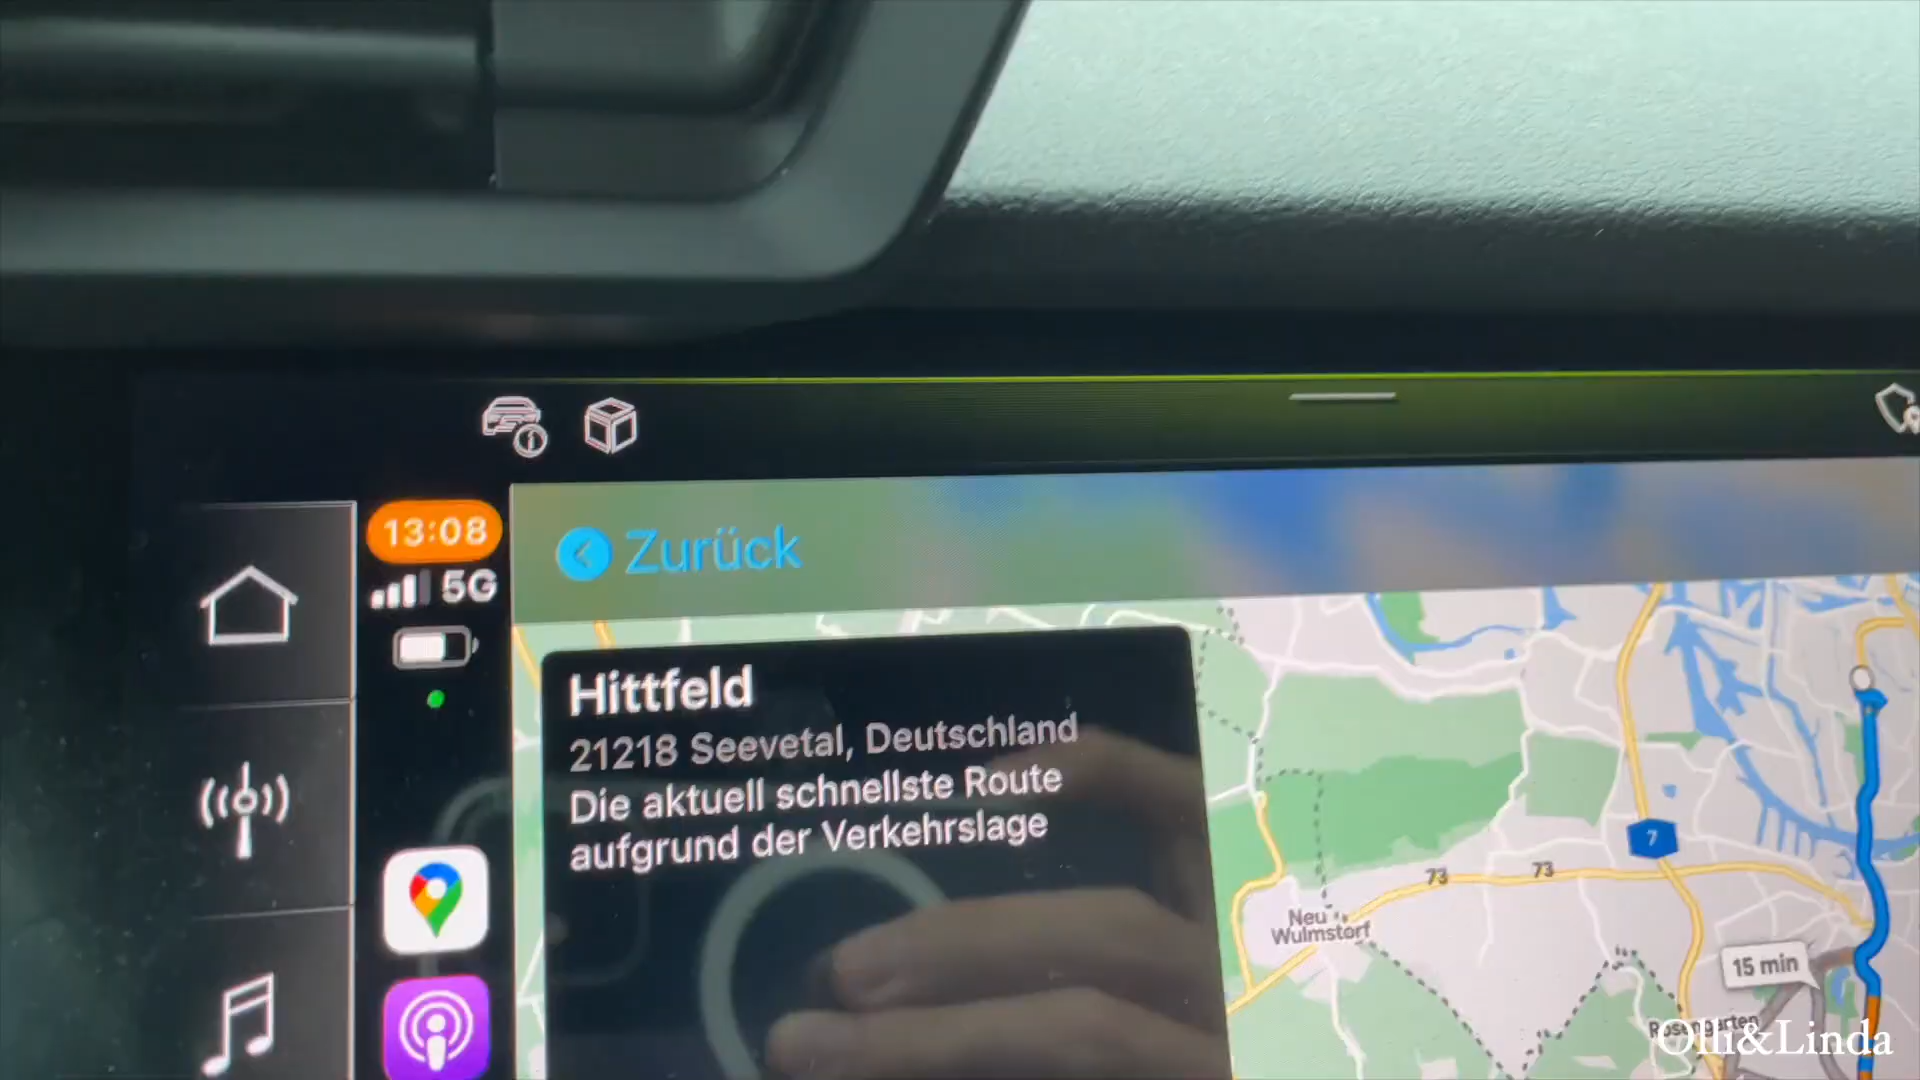 13:08
5G
Zurück
Hittfeld
21218 Seevetal, Deutschland
Die aktuell schnellste Route
aufgrund der Verkehrslage
7
73
73
Neu
Wulmstorf
15 min
Rosengarten
Olli&Linda